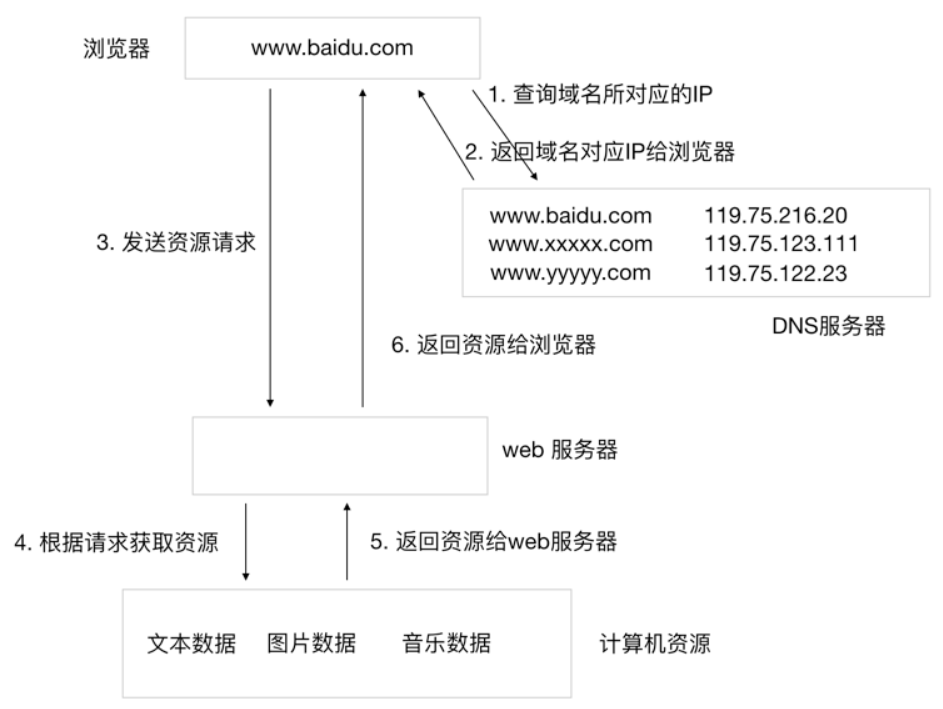 浏览器
www.baidu.com
1. 查询域名所对应的IP
2. 返回域名对应IP给浏览器
www.baidu.com 119.75.216.20
www.xxxxx.com 119.75.123.111
www.yyyyy.com 119.75.122.23
DNS服务器
3. 发送资源请求
6. 返回资源给浏览器
web 服务器
4. 根据请求获取资源
5. 返回资源给web服务器
文本数据 图片数据 音乐数据
计算机资源